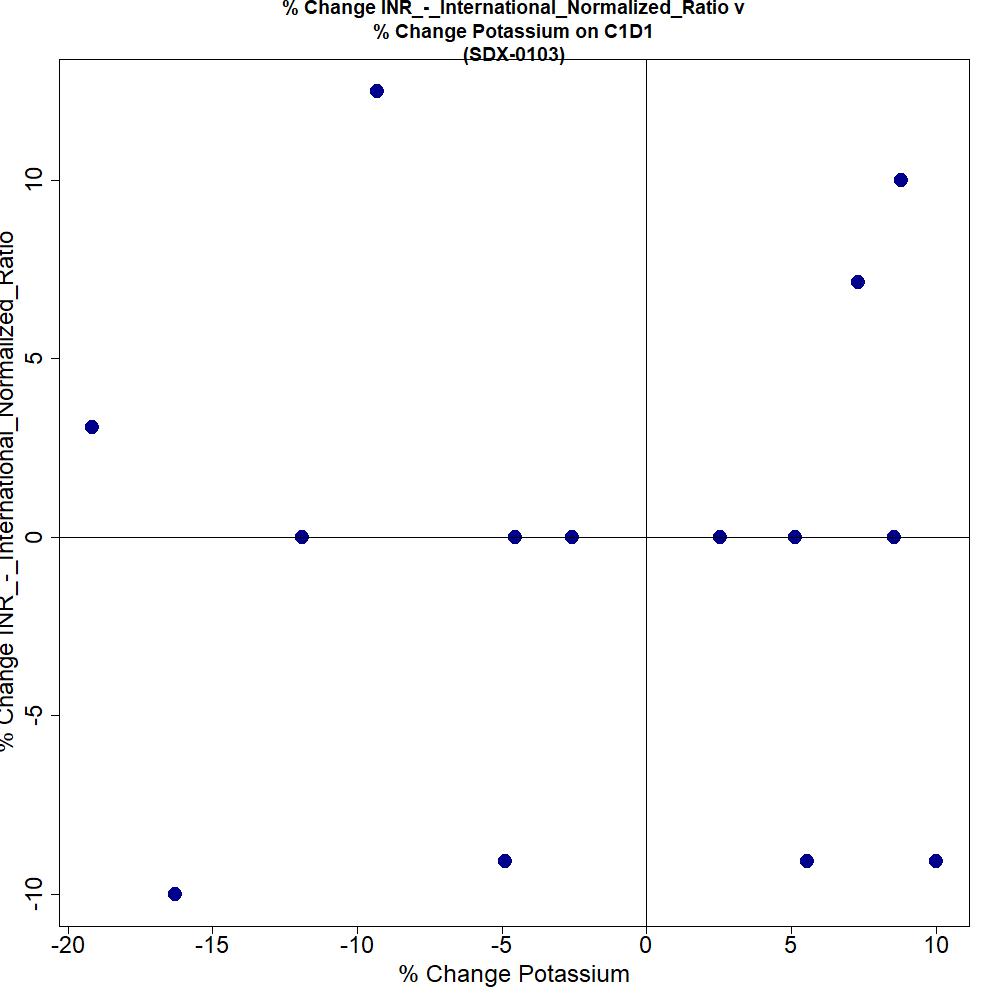 % Change INR_-_International_Normalized_Ratio v
% Change Potassium on C1D1
(SDX-0103)
% Change INR_-_International_Normalized_Ratio
10
5
0
-5
-10
-20 -15 -10 -5 0 5 10
% Change Potassium